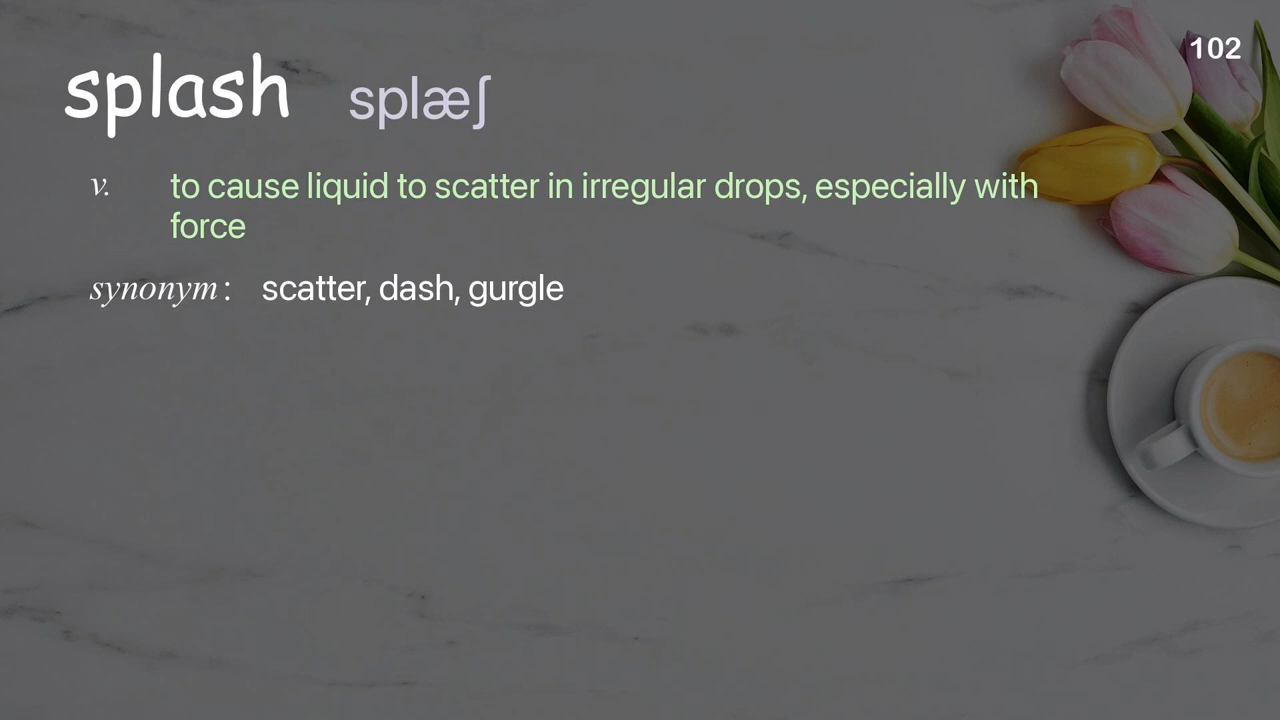 102
splash splæʃ
v. to cause liquid to scatter in irregular drops, especially with
force
synonym: scatter, dash, gurgle